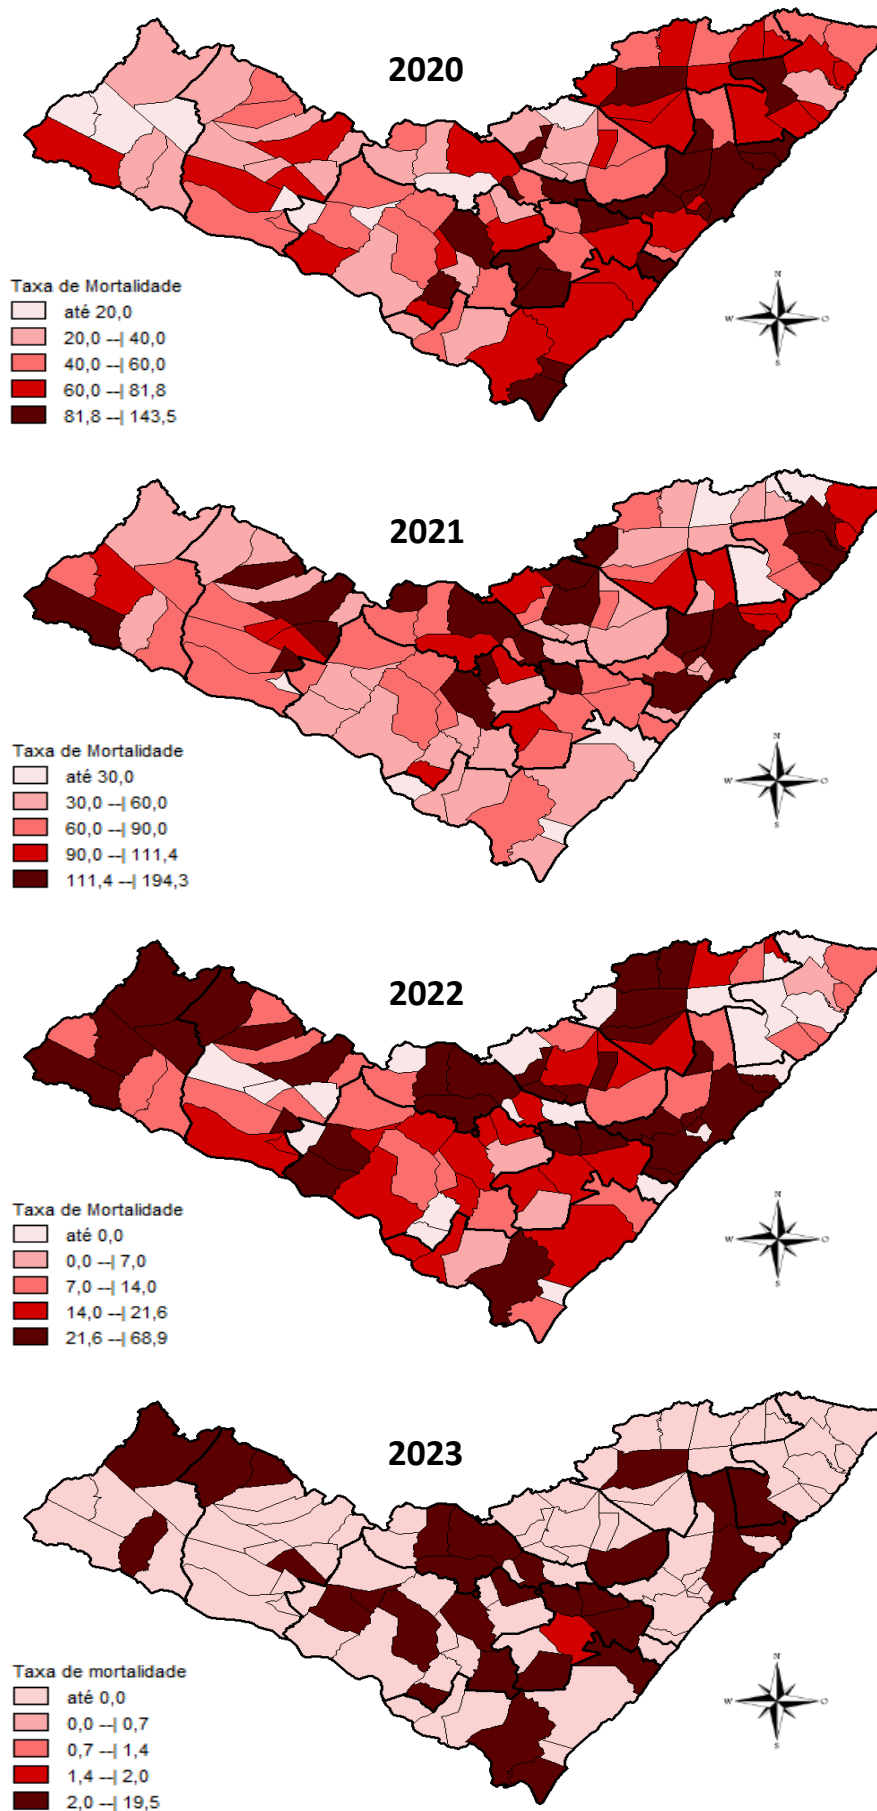 2020
Taxa de Mortalidade
até 20,0
20,0 --| 40,0
40,0 --| 60,0
60,0 --| 81,8
81,8 --| 143,5
N
W
O
S
2021
Taxa de Mortalidade
até 30,0
30,0 --| 60,0
60,0 --| 90,0
90,0 --| 111,4
111,4 --| 194,3
N
W
O
S
2022
Taxa de Mortalidade
até 0,0
0,0 --| 7,0
7,0 --| 14,0
14,0 --| 21,6
21,6 --| 68,9
N
W
O
S
2023
Taxa de mortalidade
até 0,0
0,0 --| 0,7
0,7 --| 1,4
1,4 --| 2,0
2,0 --| 19,5
N
W
O
S